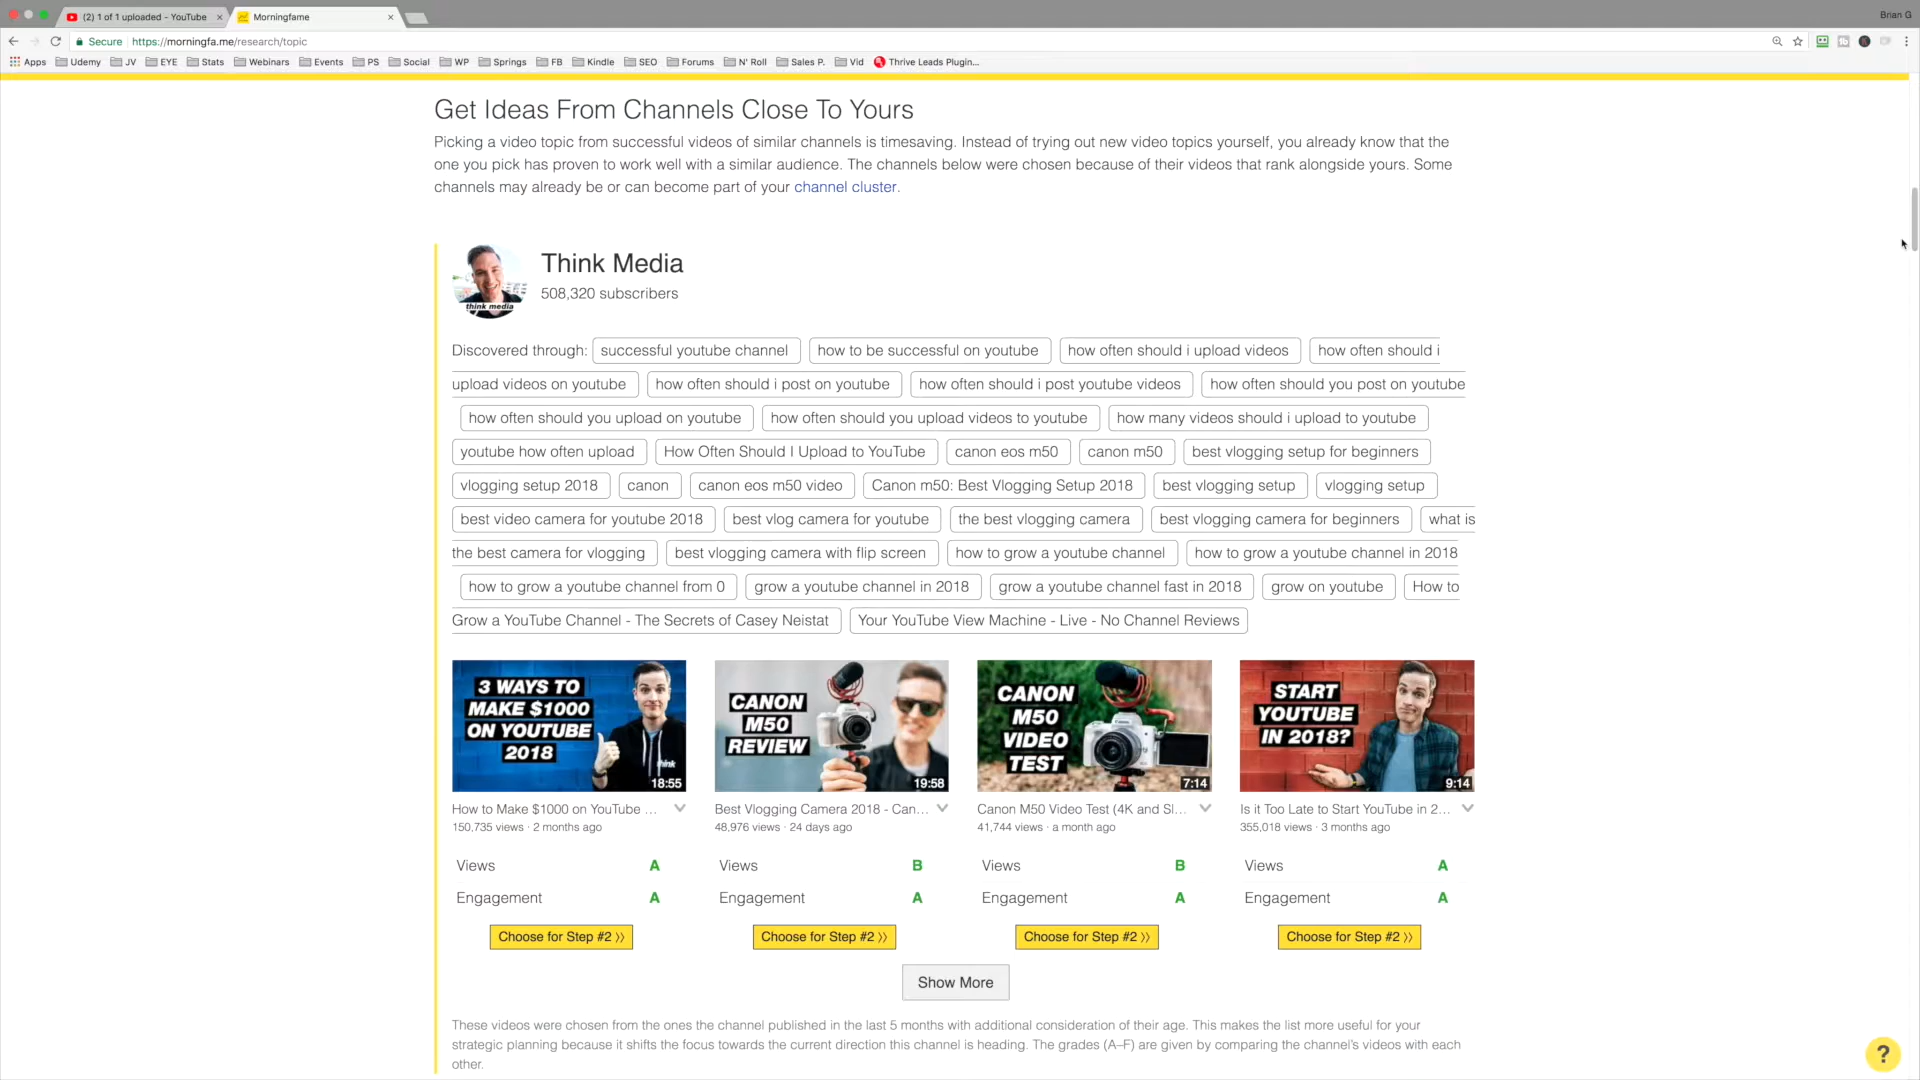 (2) 1 of 1 uploaded - YouTube
Morningfame
Brian G
Secure https://morningfa.me/research/topic
Apps Udemy JV EYE Stats Webinars Events PS Social WP Springs FB Kindle SEO Forums N' Roll Sales P. Vid Thrive Leads Plugin...
Get Ideas From Channels Close To Yours
Picking a video topic from successful videos of similar channels is timesaving. Instead of trying out new video topics yourself, you already know that the
one you pick has proven to work well with a similar audience. The channels below were chosen because of their videos that rank alongside yours. Some
channels may already be or can become part of your channel cluster.
think media
Think Media
508,320 subscribers
Discovered through: successful youtube channel how to be successful on youtube how often should i upload videos how often should i
upload videos on youtube how often should i post on youtube how often should i post youtube videos how often should you post on youtube
how often should you upload on youtube how often should you upload videos to youtube how many videos should i upload to youtube
youtube how often upload How Often Should I Upload to YouTube canon eos m50 canon m50 best vlogging setup for beginners
vlogging setup 2018 canon canon eos m50 video Canon m50: Best Vlogging Setup 2018 best vlogging setup vlogging setup
best video camera for youtube 2018 best vlog camera for youtube the best vlogging camera best vlogging camera for beginners what is
the best camera for vlogging best vlogging camera with flip screen how to grow a youtube channel how to grow a youtube channel in 2018
how to grow a youtube channel from 0 grow a youtube channel in 2018 grow a youtube channel fast in 2018 grow on youtube How to
Grow a YouTube Channel - The Secrets of Casey Neistat Your YouTube View Machine - Live - No Channel Reviews
3 WAYS TO
MAKE $1000
ON YOUTUBE
2018
think
18:55
CANON
M50
REVIEW
19:58
CANON
M50
VIDEO
TEST
7:14
START
YOUTUBE
IN 2018?
9:14
How to Make $1000 on YouTube ... Best Vlogging Camera 2018 - Can... Canon M50 Video Test (4K and Sl... Is it Too Late to Start YouTube in 2...
150,735 views · 2 months ago 48,976 views · 24 days ago 41,744 views · a month ago 355,018 views · 3 months ago
Views A Views B Views B Views A
Engagement A Engagement A Engagement A Engagement A
Choose for Step #2 Choose for Step #2 Choose for Step #2 Choose for Step #2
Show More
These videos were chosen from the ones the channel published in the last 5 months with additional consideration of their age. This makes the list more useful for your
strategic planning because it shifts the focus towards the current direction this channel is heading. The grades (A–F) are given by comparing the channel's videos with each
other.
?